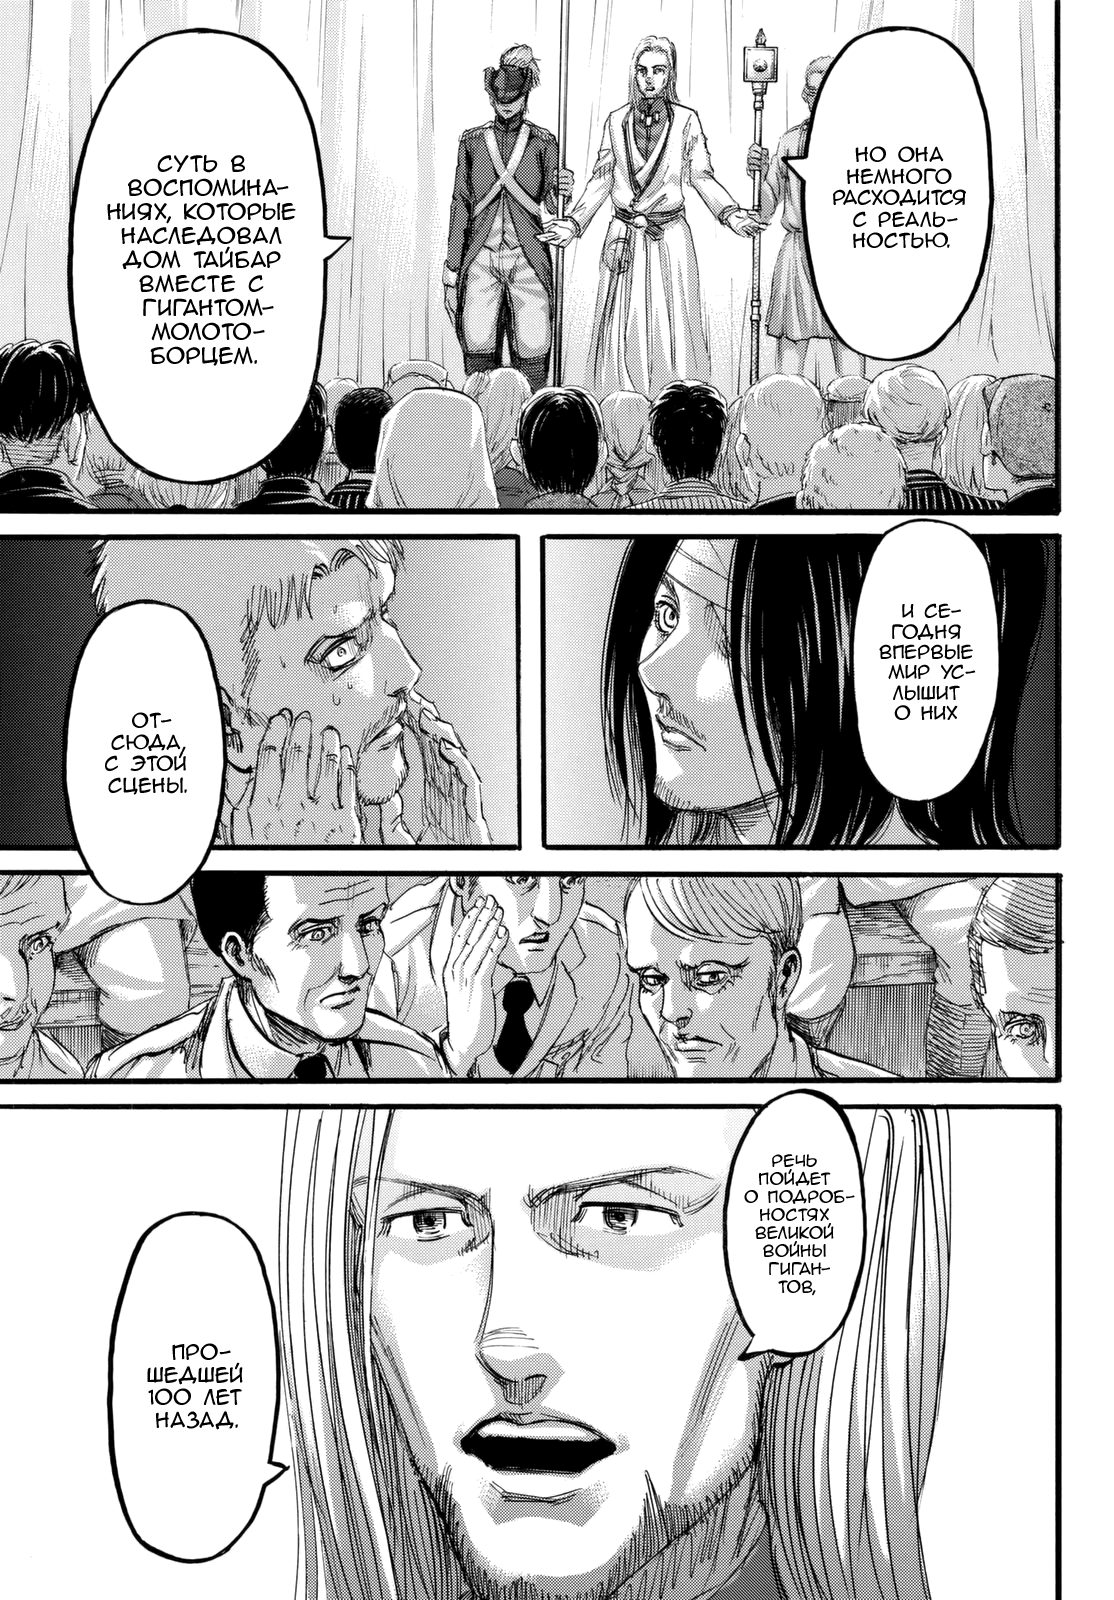 НО ОНА
НЕМНОГО
РАСХОДИТСЯ
С РЕАЛЬ-
НОСТЬЮ.
СУТЬ В
ВОСПОМИНА-
НИЯХ, КОТОРЫЕ
НАСЛЕДОВАЛ
ДОМ ТАЙБАР
ВМЕСТЕ С
ГИГАНТОМ-
МОЛОТО-
БОРЦЕМ.
И СЕ-
ГОДНЯ
ВПЕРВЫЕ
МИР УС-
ЛЫШИТ
О НИХ
ОТ-
СЮДА,
С ЭТОЙ
СЦЕНЫ.
РЕЧЬ
ПОЙДЕТ
О ПОДРОБ-
НОСТЯХ
ВЕЛИКОЙ
ВОЙНЫ
ГИГАН-
ТОВ,
ПРО-
ШЕДШЕЙ
100 ЛЕТ
НАЗАД.